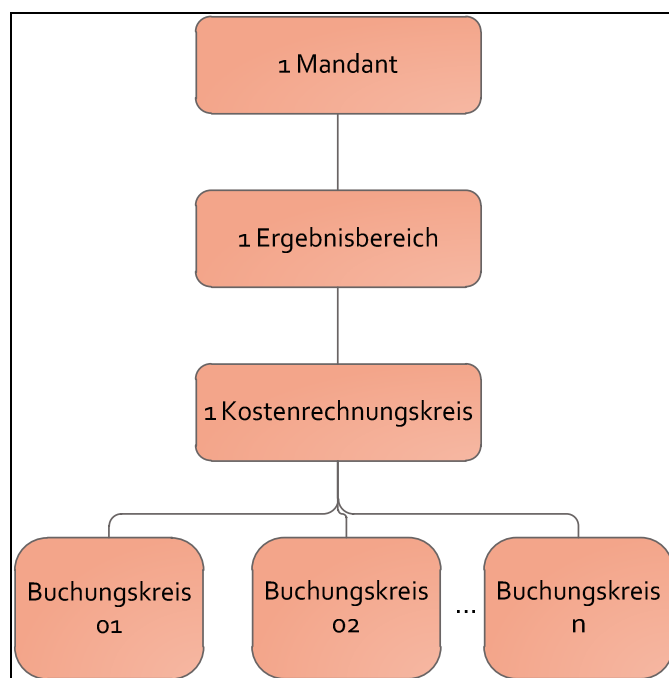 1 Mandant
1 Ergebnisbereich
1 Kostenrechnungskreis
Buchungskreis
01
Buchungskreis
02
...
Buchungskreis
n